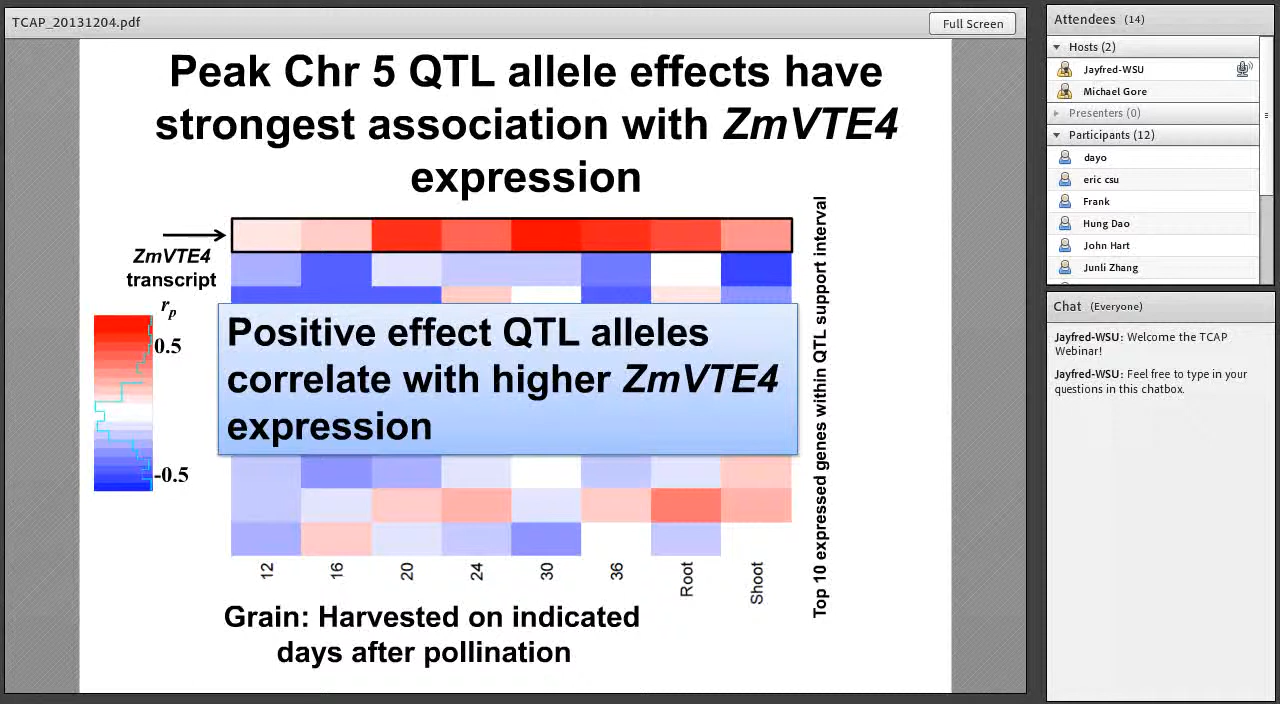 TCAP_20131204.pdf
Full Screen
Peak Chr 5 QTL allele effects have
strongest association with ZmVTE4
expression
ZmVTE4
transcript
rp
0.5
-0.5
Positive effect QTL alleles
correlate with higher ZmVTE4
expression
Top 10 expressed genes within QTL support interval
12
16
20
24
30
36
Root
Shoot
Grain: Harvested on indicated
days after pollination
Attendees (14)
Hosts (2)
Jayfred-WSU
Michael Gore
Presenters (0)
Participants (12)
dayo
eric csu
Frank
Hung Dao
John Hart
Junli Zhang
Chat (Everyone)
Jayfred-WSU: Welcome the TCAP
Webinar!
Jayfred-WSU: Feel free to type in your
questions in this chatbox.